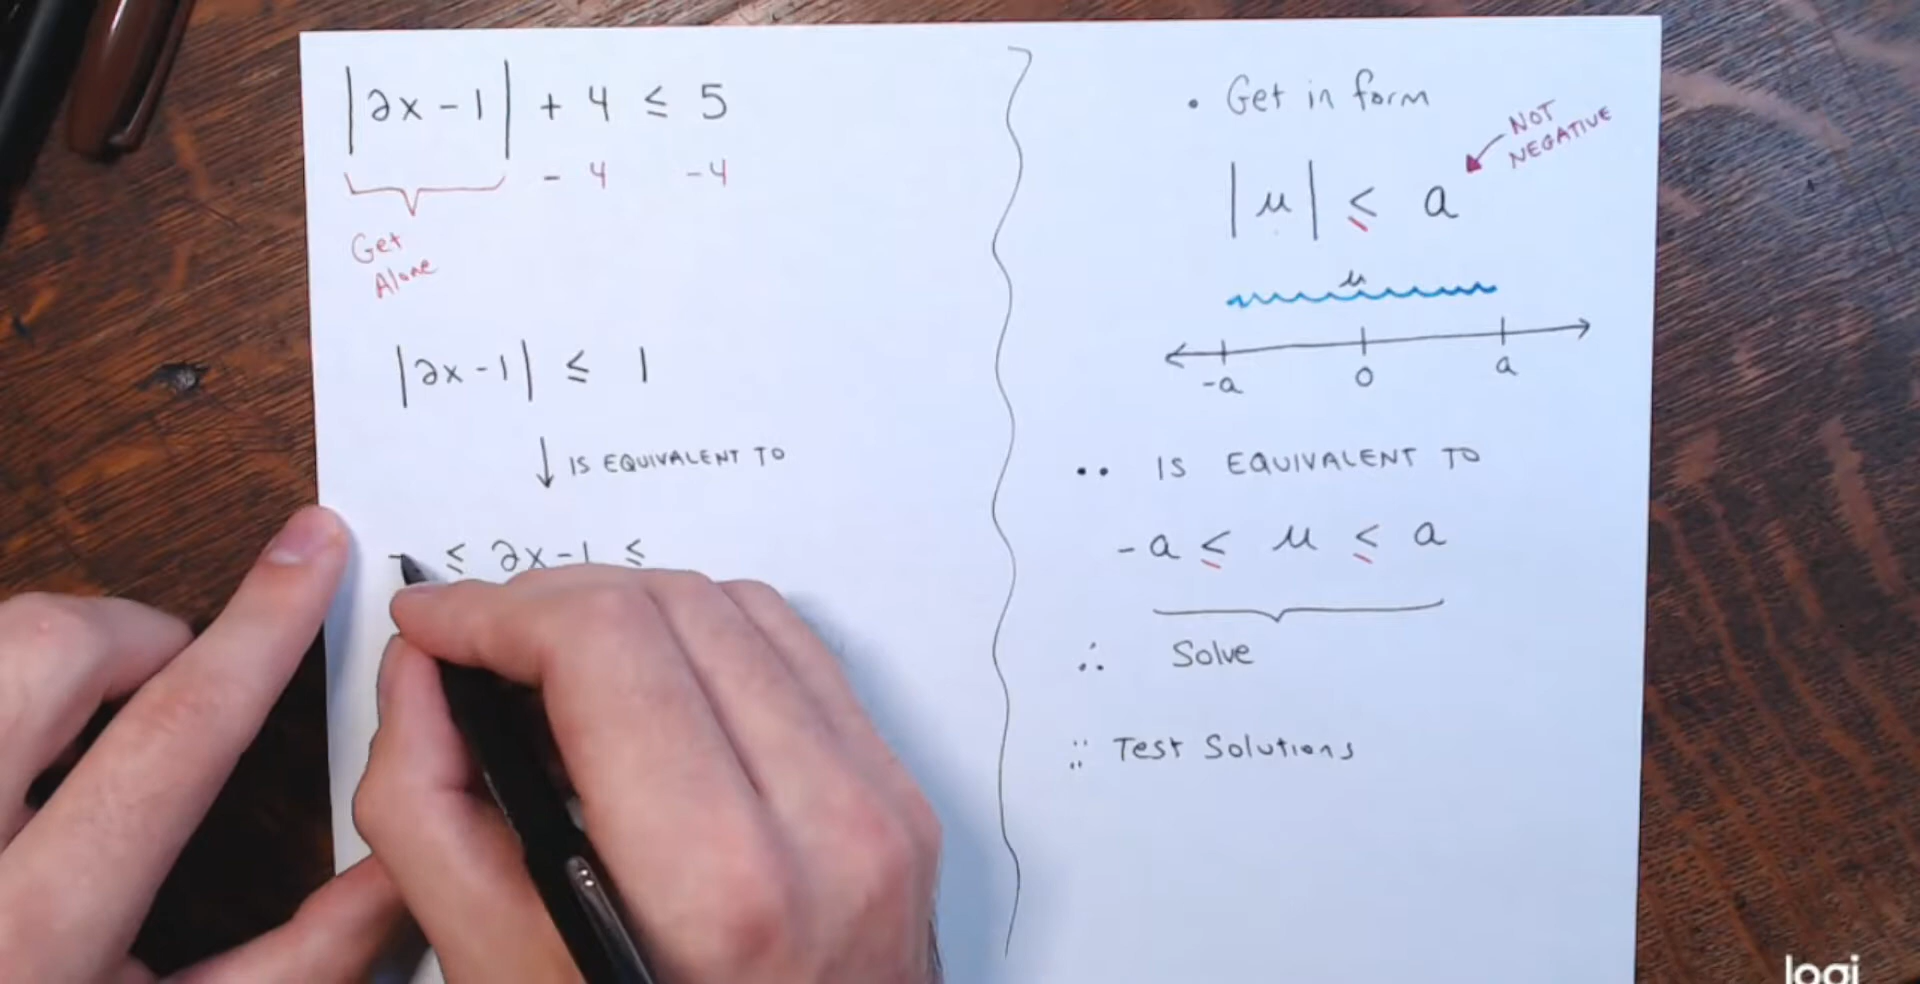 |2x - 1| + 4 ≤ 5
- 4 -4
Get
Alone
|2x - 1| ≤ 1
↓ IS EQUIVALENT TO
- ≤ 2x - 1 ≤
• Get in form
NOT
NEGATIVE
|u| ≤ a
u
-a 0 a
•• IS EQUIVALENT TO
-a ≤ u ≤ a
∴ Solve
:: Test Solutions
logi